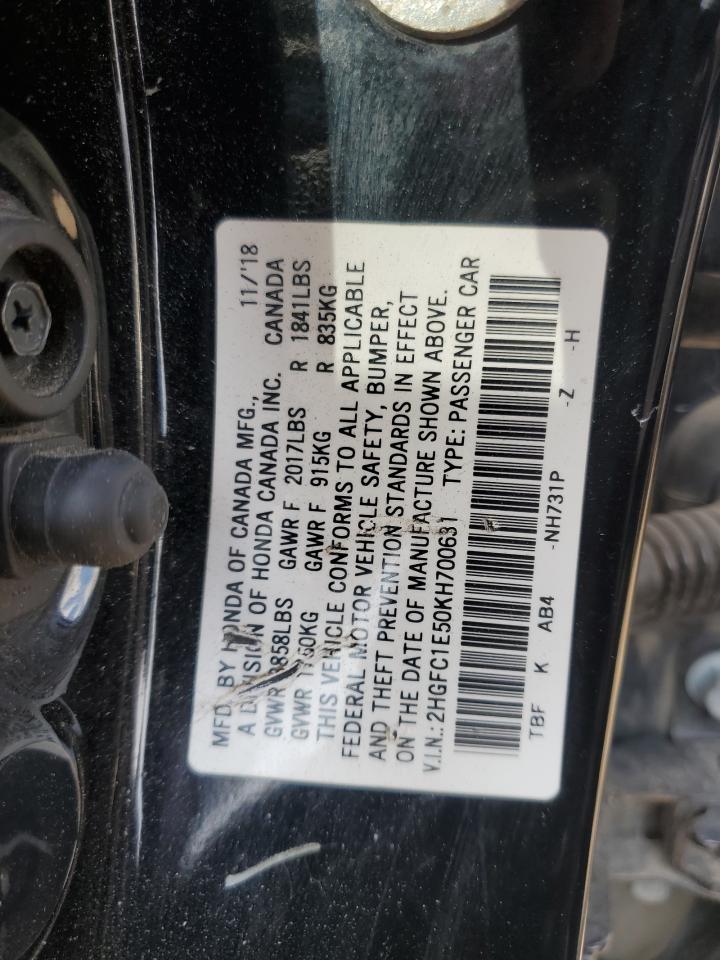 MFD. BY HONDA OF CANADA MFG., 11/'18
A DIVISION OF HONDA CANADA INC. CANADA
GVWR 3858LBS GAWR F 2017LBS R 1841LBS
GVWR 1750KG GAWR F 915KG R 835KG
THIS VEHICLE CONFORMS TO ALL APPLICABLE
FEDERAL MOTOR VEHICLE SAFETY, BUMPER,
AND THEFT PREVENTION STANDARDS IN EFFECT
ON THE DATE OF MANUFACTURE SHOWN ABOVE.
V.I.N.: 2HGFC1E50KH700631 TYPE: PASSENGER CAR
TBF K AB4 -NH731P -Z -H